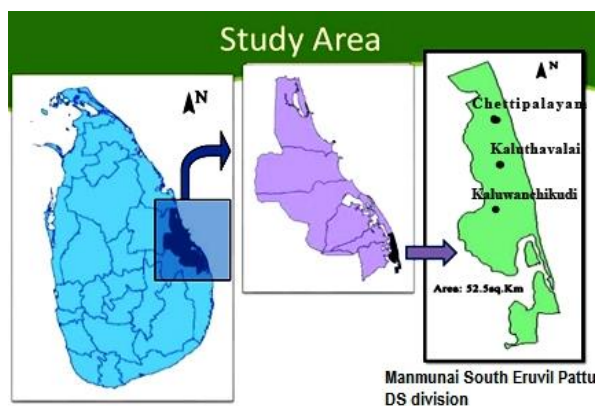 Study Area
N
N
Chettipalayam
Kaluthavalai
Kaluwanchikudi
Area: 52.5sq.Km
Manmunai South Eruvil Pattu
DS division